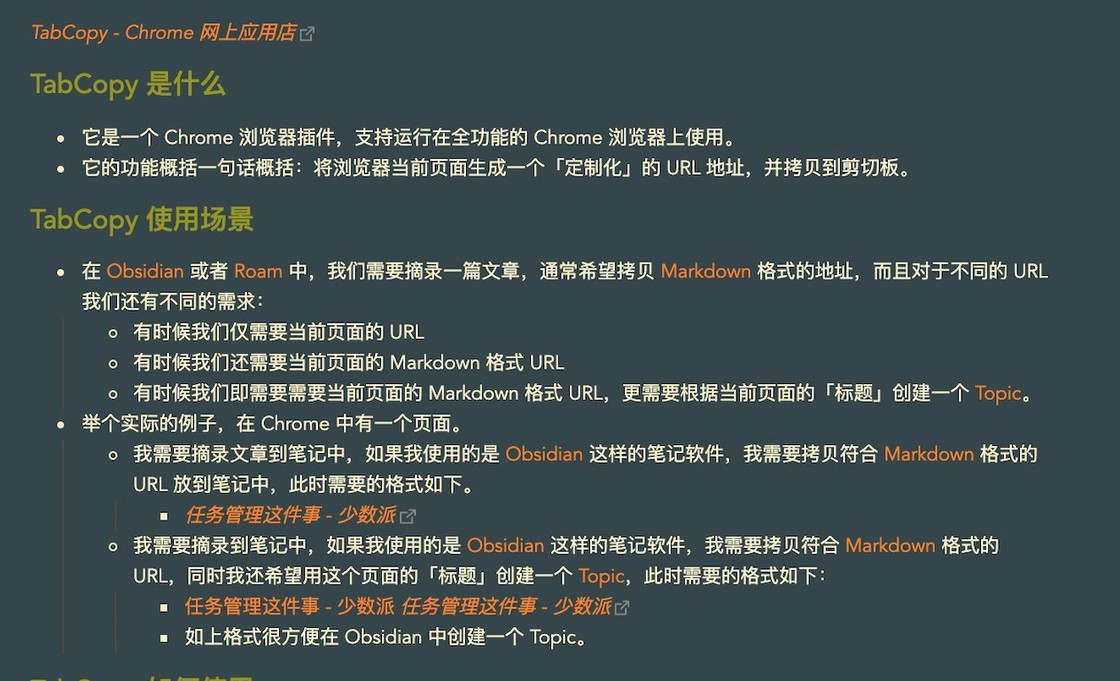 TabCopy - Chrome 网上应用店
TabCopy 是什么
它是一个 Chrome 浏览器插件，支持运行在全功能的 Chrome 浏览器上使用。
它的功能概括一句话概括：将浏览器当前页面生成一个「定制化」的 URL 地址，并拷贝到剪切板。
TabCopy 使用场景
在 Obsidian 或者 Roam 中，我们需要摘录一篇文章，通常希望拷贝 Markdown 格式的地址，而且对于不同的 URL
我们还有不同的需求：
有时候我们仅需要当前页面的 URL
有时候我们还需要当前页面的 Markdown 格式 URL
有时候我们即需要需要当前页面的 Markdown 格式 URL，更需要根据当前页面的「标题」创建一个 Topic。
举个实际的例子，在 Chrome 中有一个页面。
我需要摘录文章到笔记中，如果我使用的是 Obsidian 这样的笔记软件，我需要拷贝符合 Markdown 格式的
URL 放到笔记中，此时需要的格式如下。
任务管理这件事 - 少数派
我需要摘录到笔记中，如果我使用的是 Obsidian 这样的笔记软件，我需要拷贝符合 Markdown 格式的
URL，同时我还希望用这个页面的「标题」创建一个 Topic，此时需要的格式如下：
任务管理这件事 - 少数派 任务管理这件事 - 少数派
如上格式很方便在 Obsidian 中创建一个 Topic。